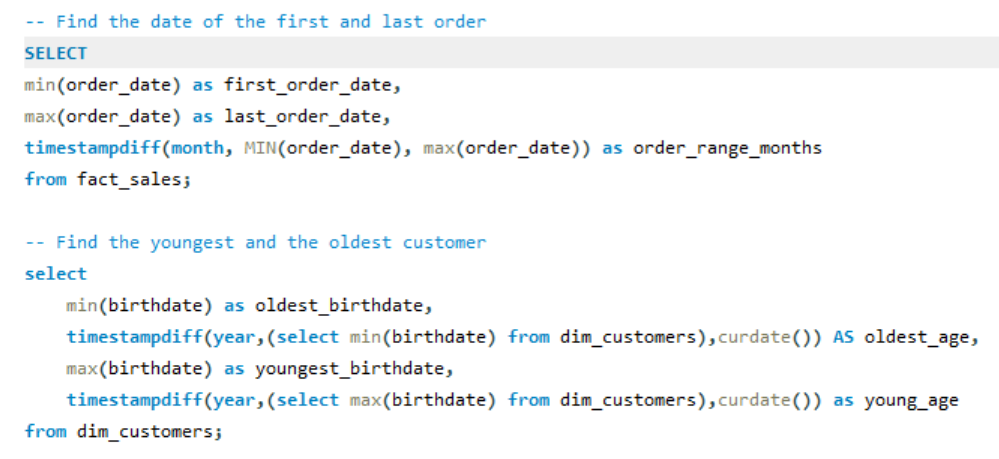 -- Find the date of the first and last order
SELECT
min(order_date) as first_order_date,
max(order_date) as last_order_date,
timestampdiff(month, MIN(order_date), max(order_date)) as order_range_months
from fact_sales;
-- Find the youngest and the oldest customer
select
min(birthdate) as oldest_birthdate,
timestampdiff(year,(select min(birthdate) from dim_customers),curdate()) AS oldest_age,
max(birthdate) as youngest_birthdate,
timestampdiff(year,(select max(birthdate) from dim_customers),curdate()) as young_age
from dim_customers;